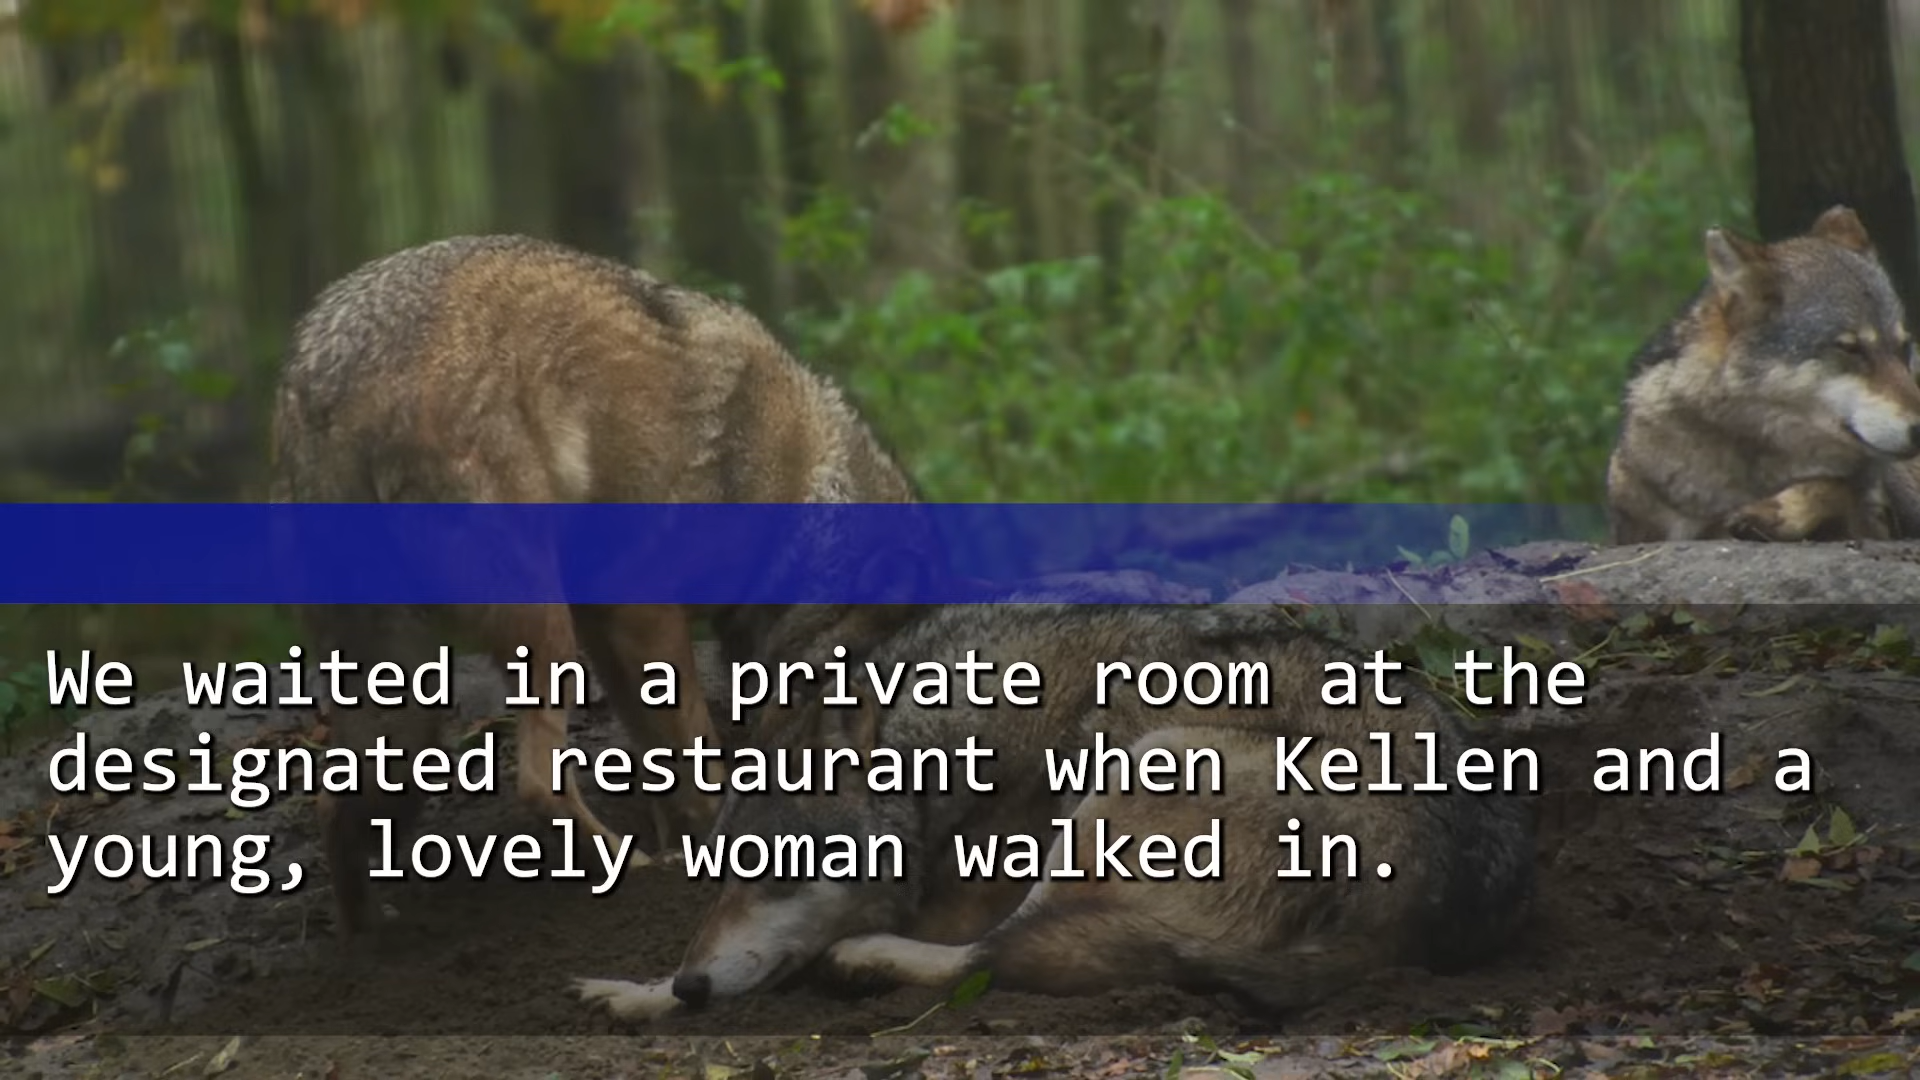 We waited in a private room at the
designated restaurant when Kellen and a
young, lovely woman walked in.